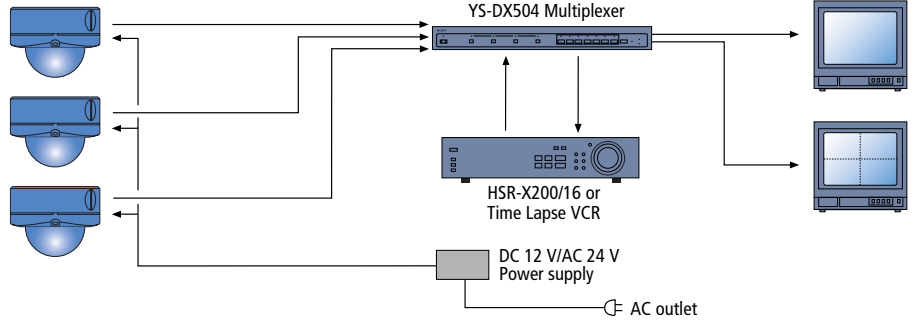 YS-DX504 Multiplexer
HSR-X200/16 or
Time Lapse VCR
DC 12 V/AC 24 V
Power supply
AC outlet